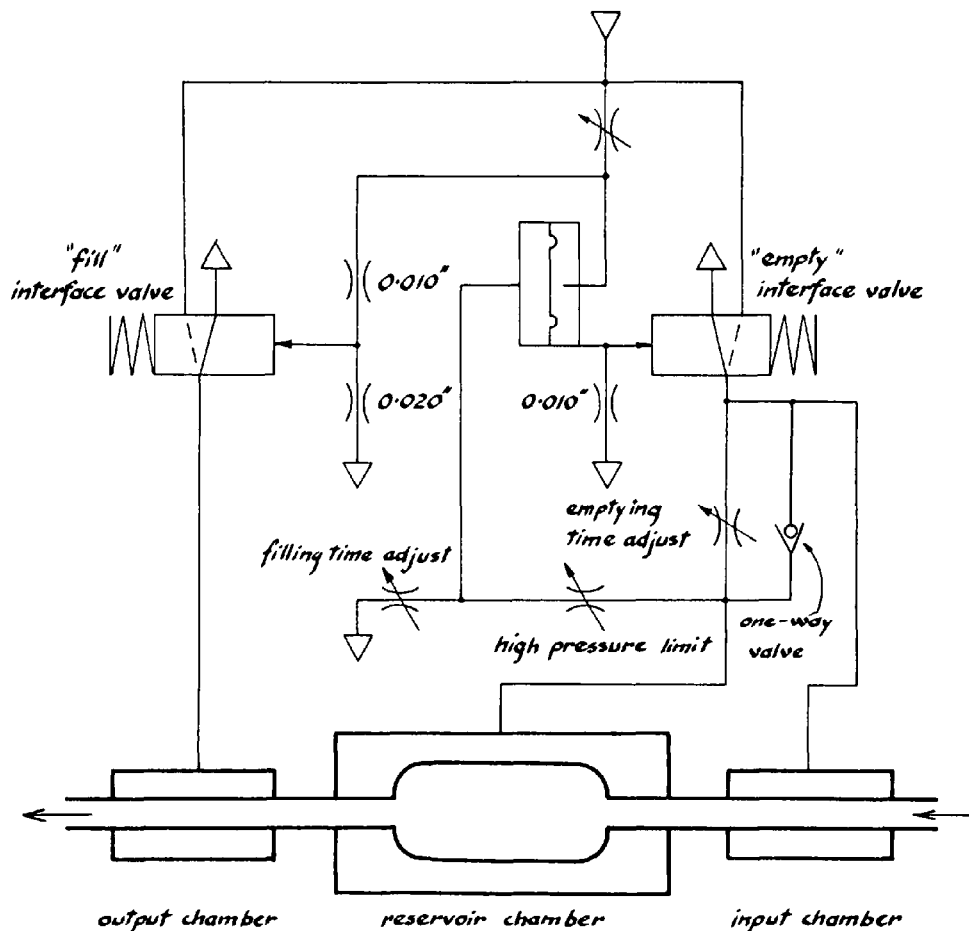 "fill"
interface valve
"empty"
interface valve
0.010"
0.020"
0.010"
emptying
time adjust
filling time adjust
high pressure limit
one-way
valve
output chamber
reservoir chamber
input chamber